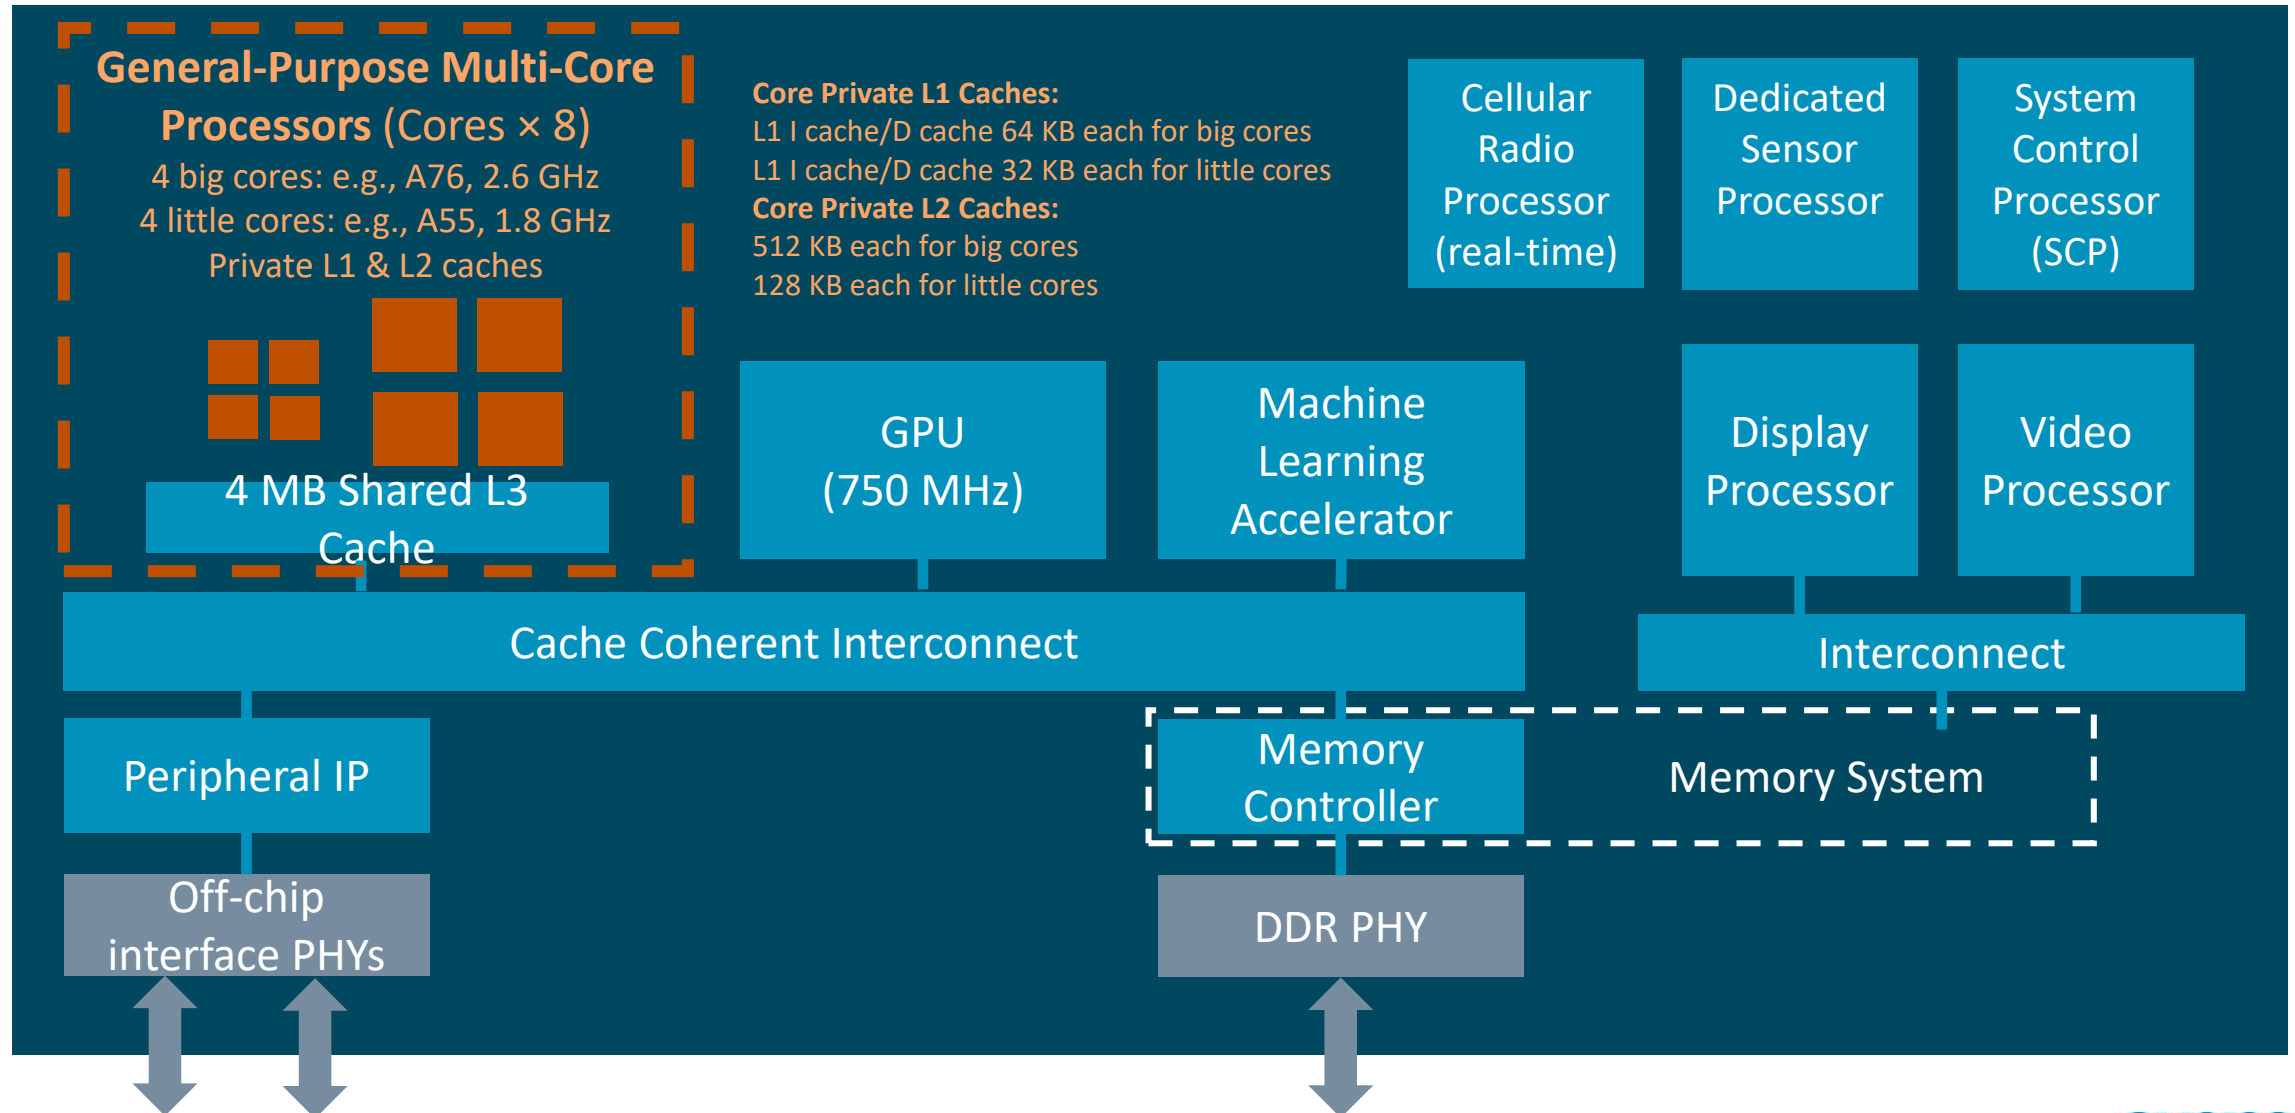 General-Purpose Multi-Core
Processors (Cores × 8)
4 big cores: e.g., A76, 2.6 GHz
4 little cores: e.g., A55, 1.8 GHz
Private L1 & L2 caches
4 MB Shared L3
Cache
Core Private L1 Caches:
L1 I cache/D cache 64 KB each for big cores
L1 I cache/D cache 32 KB each for little cores
Core Private L2 Caches:
512 KB each for big cores
128 KB each for little cores
Cellular
Radio
Processor
(real-time)
Dedicated
Sensor
Processor
System
Control
Processor
(SCP)
GPU
(750 MHz)
Machine
Learning
Accelerator
Display
Processor
Video
Processor
Cache Coherent Interconnect
Interconnect
Peripheral IP
Memory
Controller
Memory System
Off-chip
interface PHYs
DDR PHY